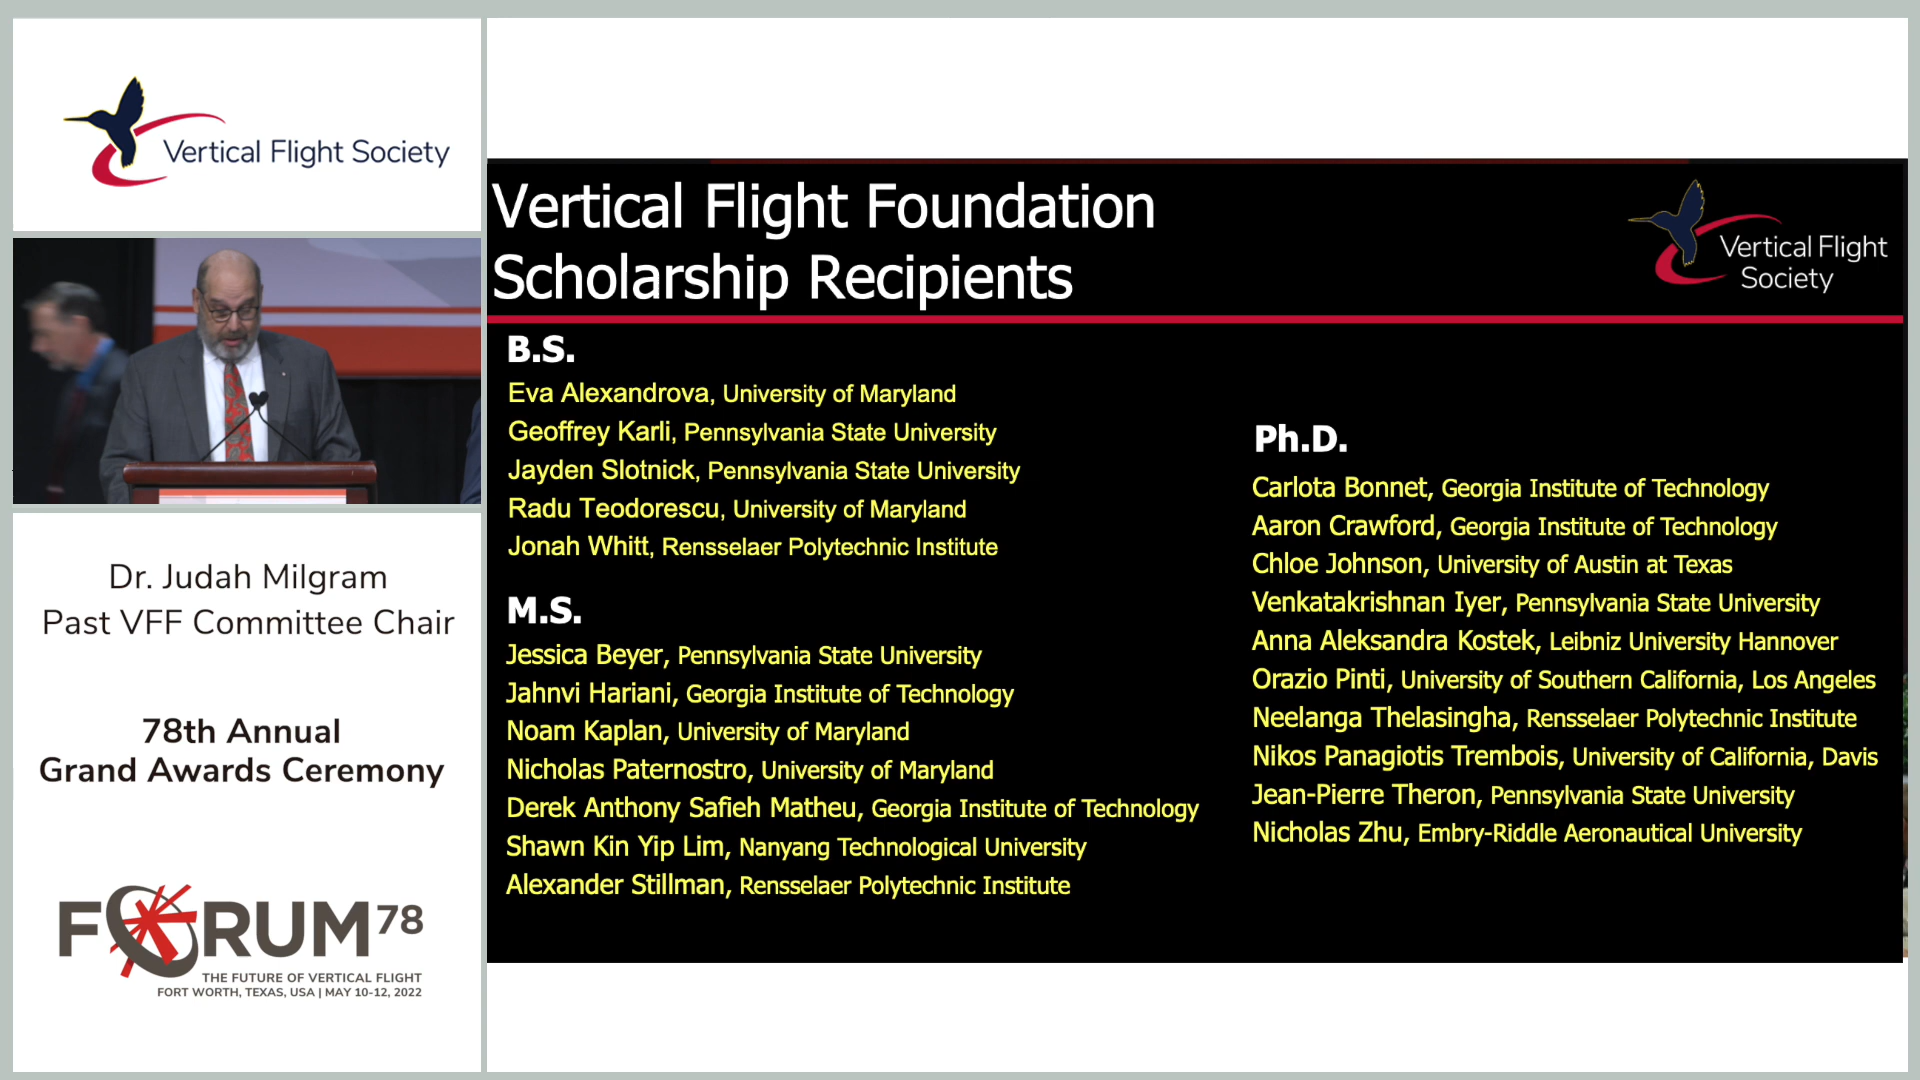 Vertical Flight Society
Dr. Judah Milgram
Past VFF Committee Chair
78th Annual
Grand Awards Ceremony
FORUM 78
THE FUTURE OF VERTICAL FLIGHT
FORT WORTH, TEXAS, USA | MAY 10-12, 2022
Vertical Flight Foundation
Scholarship Recipients
Vertical Flight
Society
B.S.
Eva Alexandrova, University of Maryland
Geoffrey Karli, Pennsylvania State University
Jayden Slotnick, Pennsylvania State University
Radu Teodorescu, University of Maryland
Jonah Whitt, Rensselaer Polytechnic Institute
M.S.
Jessica Beyer, Pennsylvania State University
Jahnvi Hariani, Georgia Institute of Technology
Noam Kaplan, University of Maryland
Nicholas Paternostro, University of Maryland
Derek Anthony Safieh Matheu, Georgia Institute of Technology
Shawn Kin Yip Lim, Nanyang Technological University
Alexander Stillman, Rensselaer Polytechnic Institute
Ph.D.
Carlota Bonnet, Georgia Institute of Technology
Aaron Crawford, Georgia Institute of Technology
Chloe Johnson, University of Austin at Texas
Venkatakrishnan Iyer, Pennsylvania State University
Anna Aleksandra Kostek, Leibniz University Hannover
Orazio Pinti, University of Southern California, Los Angeles
Neelanga Thelasingha, Rensselaer Polytechnic Institute
Nikos Panagiotis Trembois, University of California, Davis
Jean-Pierre Theron, Pennsylvania State University
Nicholas Zhu, Embry-Riddle Aeronautical University